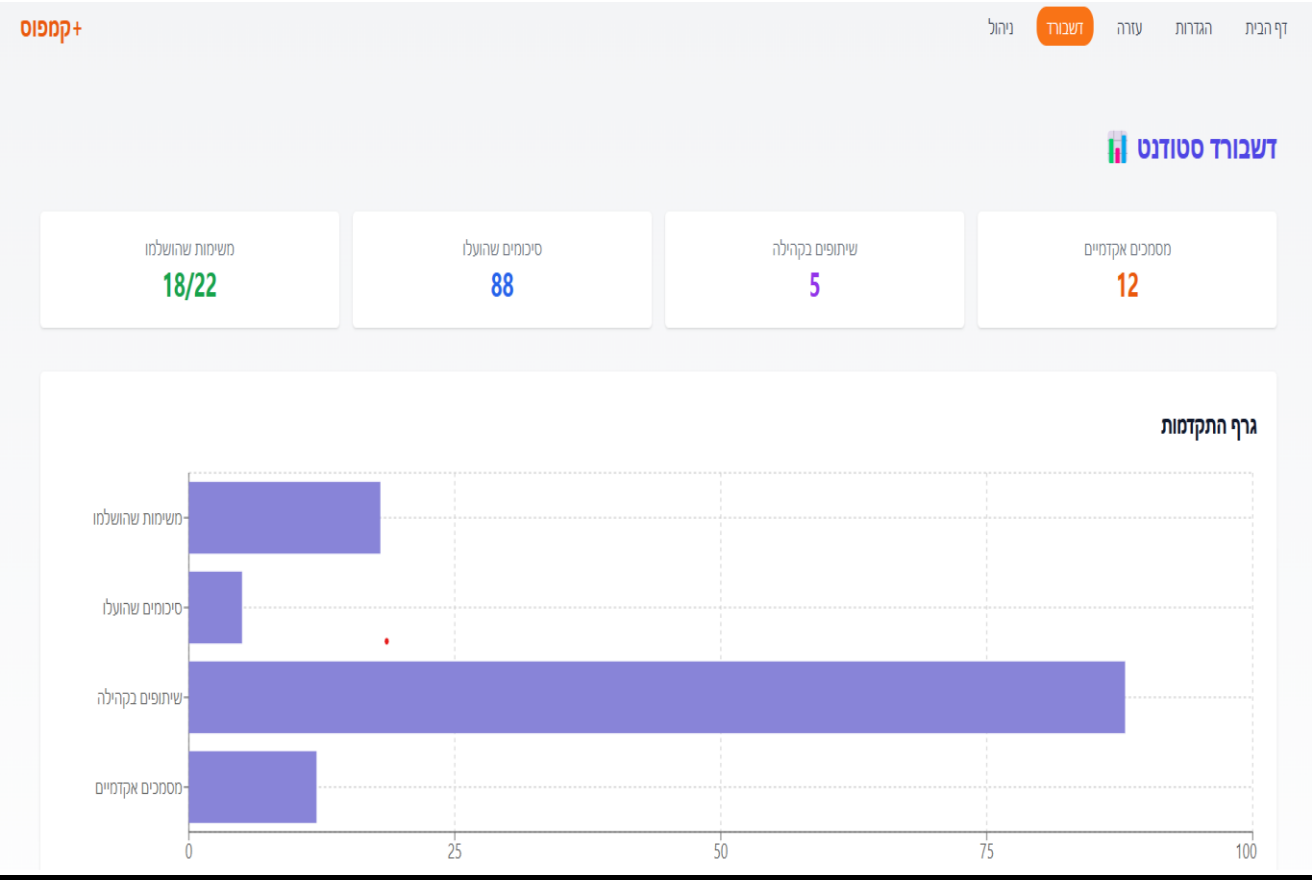 דף הבית הגדרות עזרה דשבורד ניהול קמפוס+
דשבורד סטודנט
מסמכים אקדמיים שיתופים בקהילה סיכומים שהועלו משימות שהושלמו
12 5 88 18/22
גרף התקדמות
משימות שהושלמו
סיכומים שהועלו
שיתופים בקהילה
מסמכים אקדמיים
0 25 50 75 100